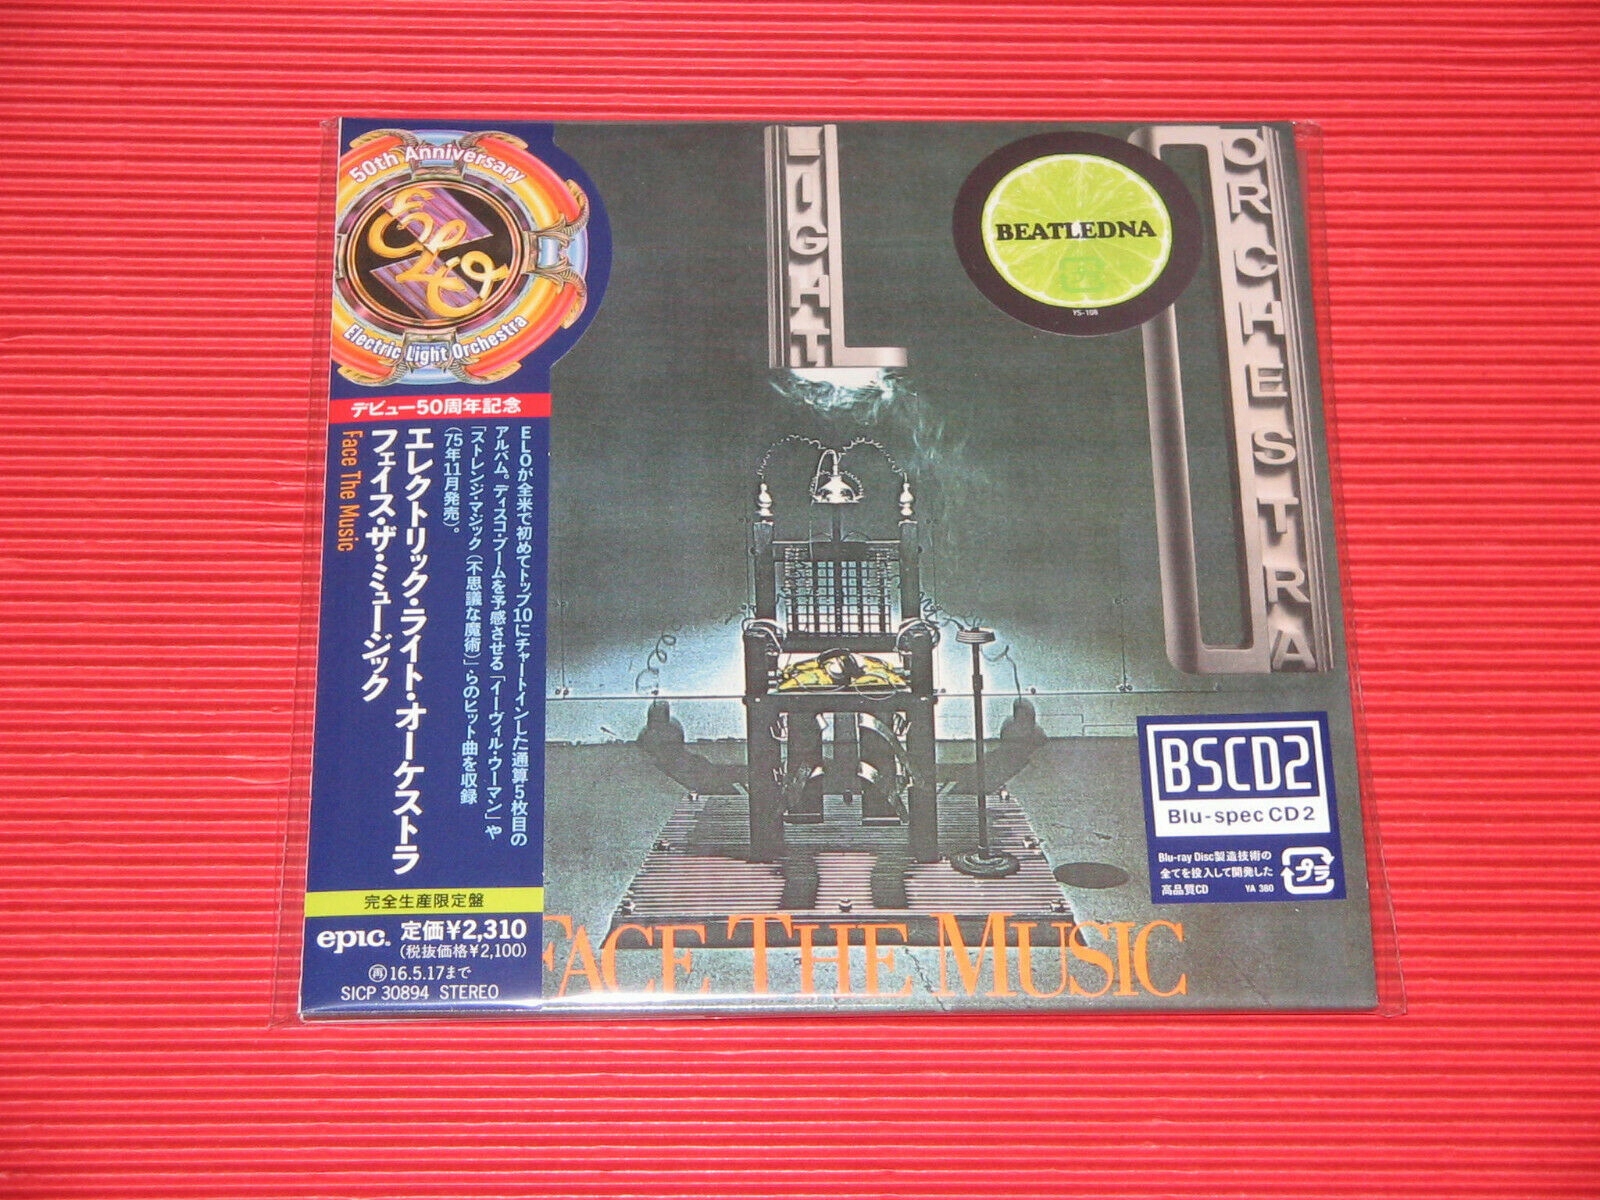 50th Anniversary
ELO
Electric Light Orchestra
デビュー50周年記念
エレクトリック・ライト・オーケストラ
フェイス・ザ・ミュージック
Face The Music
ELOが全米で初めてトップ10にチャートインした通算5枚目の
アルバム。ディスコ・ブームを予感させる「イーヴィル・ウーマン」や
「ストレンジ・マジック(不思議な魔術)」らのヒット曲を収録
(75年11月発売)。
完全生産限定盤
epic. 定価¥2,310
(税抜価格¥2,100)
再16.5.17まで
SICP 30894 STEREO
LIGHT
ORCHESTRA
BEATLEDNA
YS-108
BSCD2
Blu-spec CD2
Blu-ray Disc製造技術の
全てを投入して開発した
高品質CD YA 380
プラ
FACE THE MUSIC